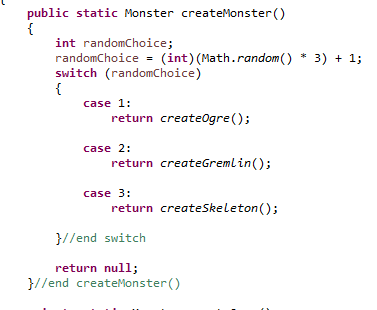 {
public static Monster createMonster()
{
int randomChoice;
randomChoice = (int)(Math.random() * 3) + 1;
switch (randomChoice)
{
case 1:
return createOgre();
case 2:
return createGremlin();
case 3:
return createSkeleton();
}//end switch
return null;
}//end createMonster()